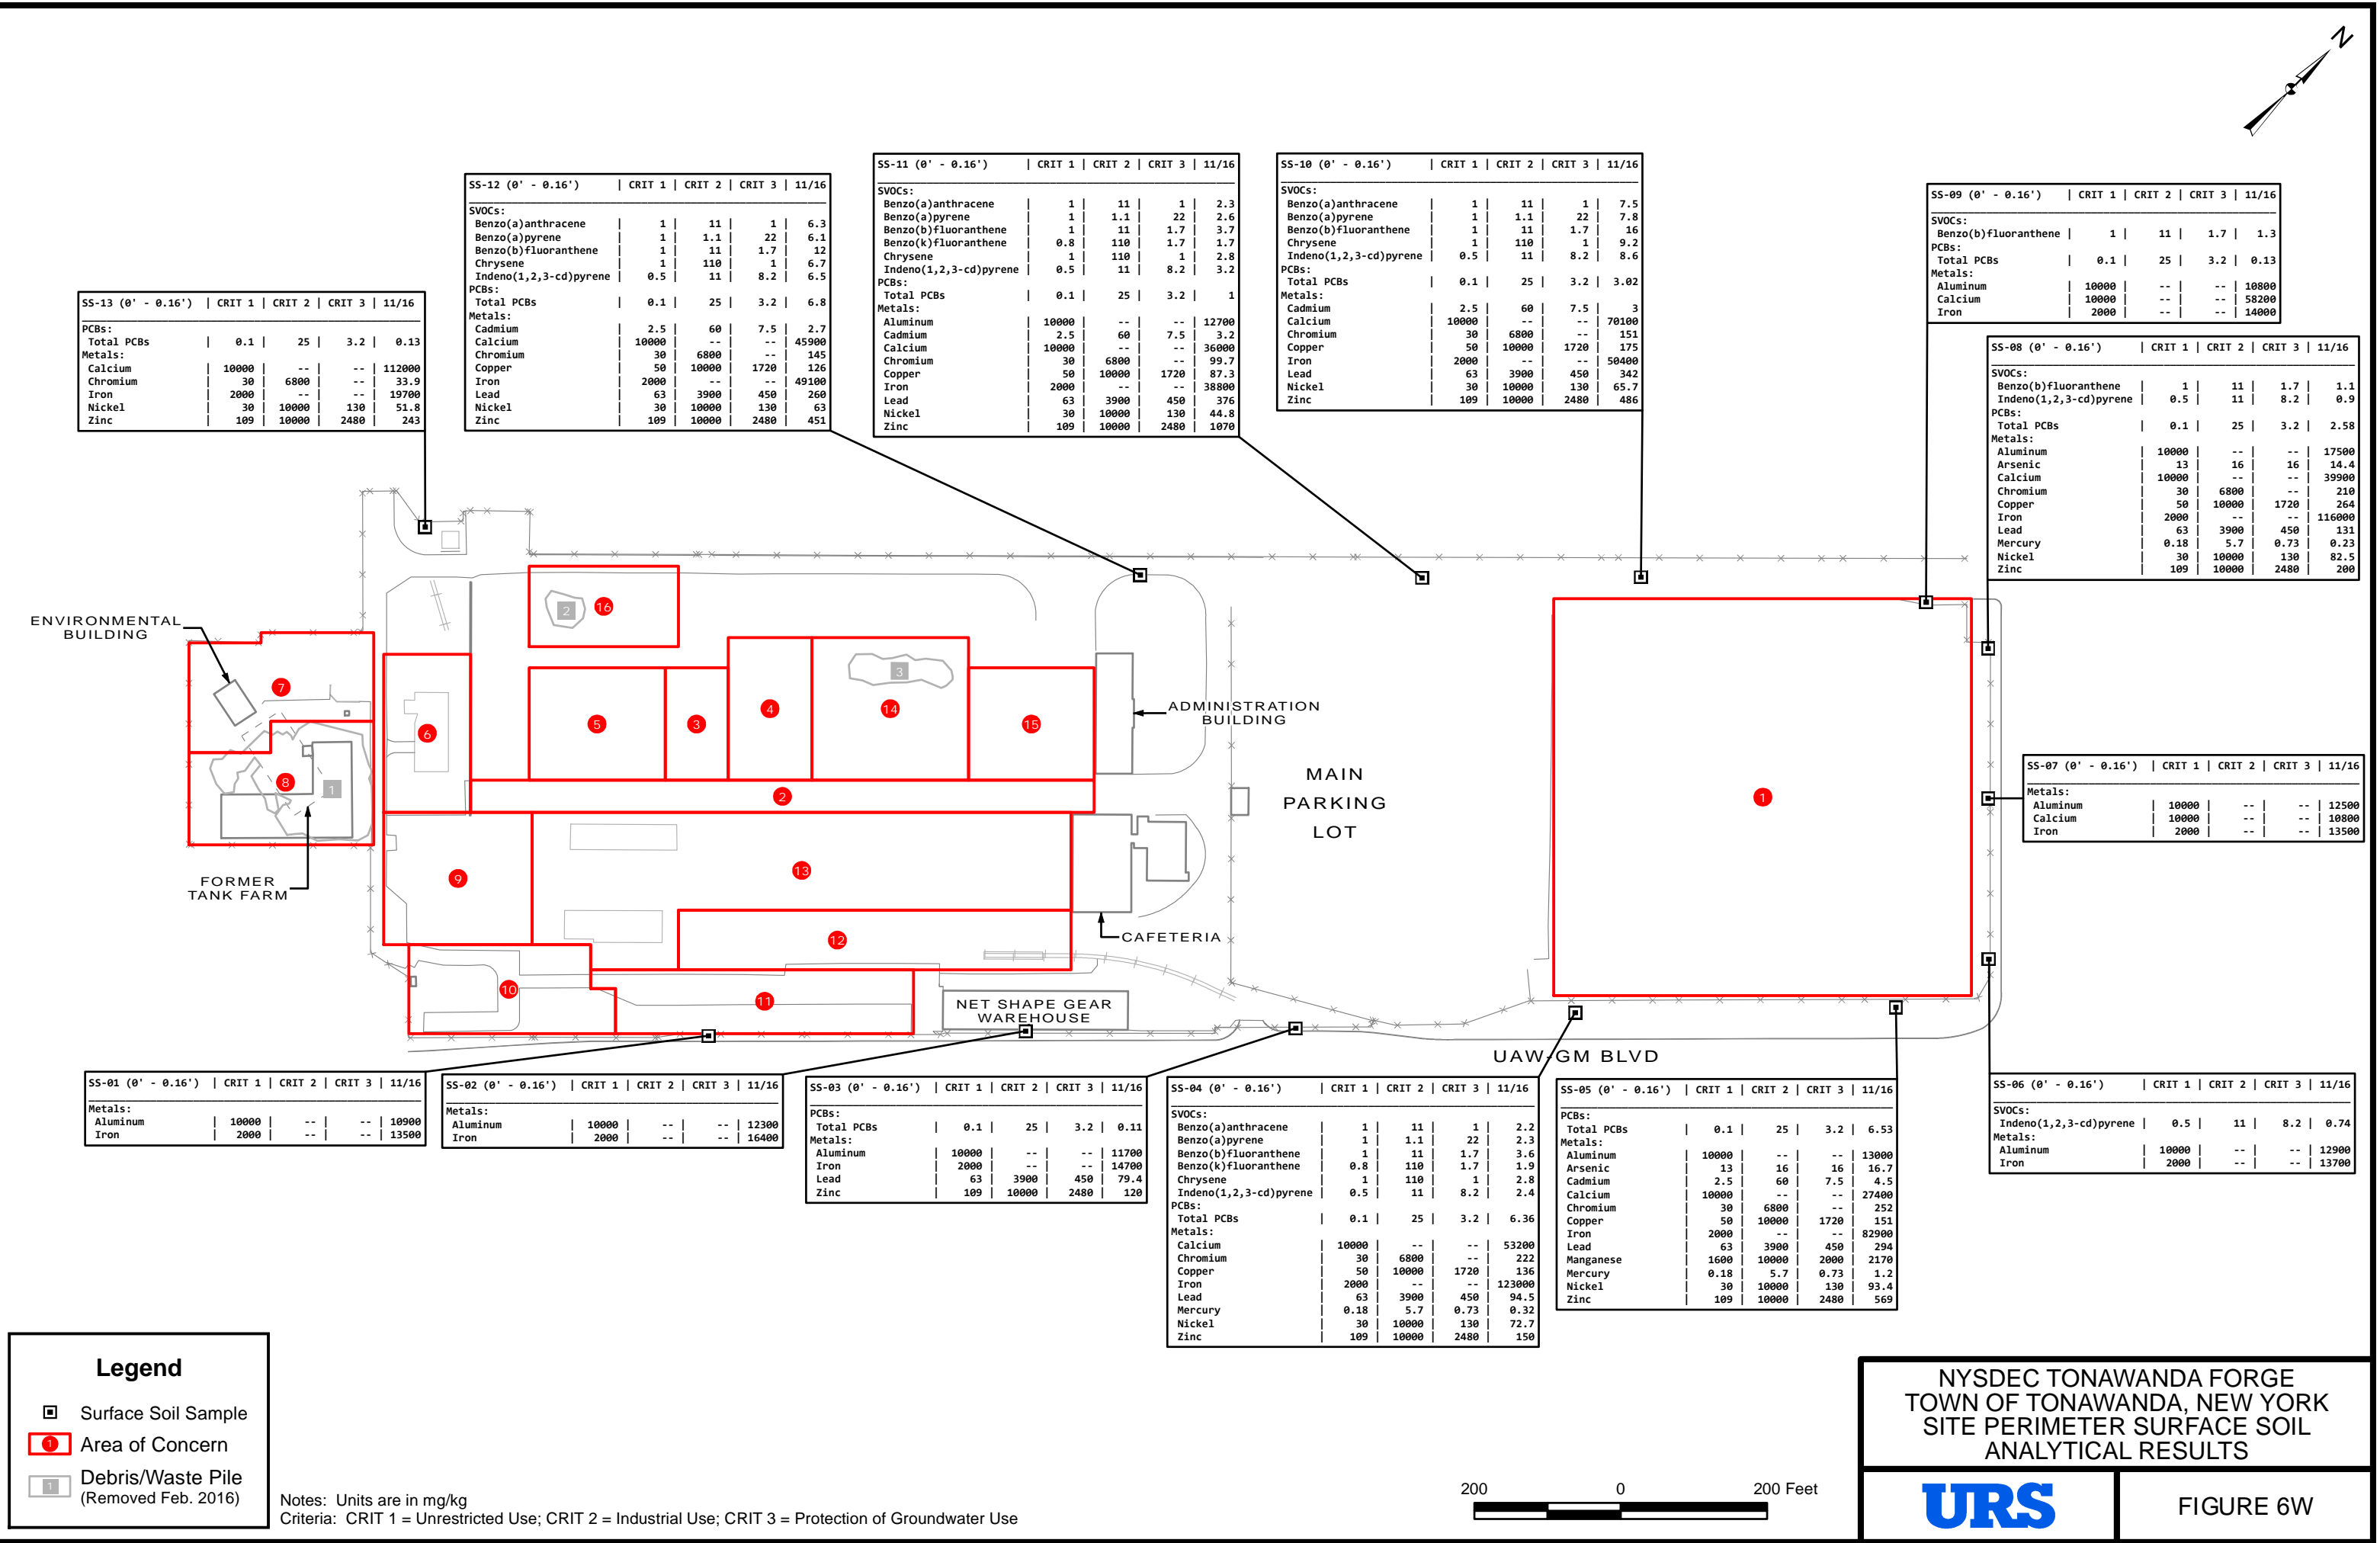 N
SS-13 (0' - 0.16') | CRIT 1 | CRIT 2 | CRIT 3 | 11/16
PCBs:
Total PCBs | 0.1 | 25 | 3.2 | 0.13
Metals:
Calcium | 10000 | -- | -- | 112000
Chromium | 30 | 6800 | -- | 33.9
Iron | 2000 | -- | -- | 19700
Nickel | 30 | 10000 | 130 | 51.8
Zinc | 109 | 10000 | 2480 | 243
SS-12 (0' - 0.16') | CRIT 1 | CRIT 2 | CRIT 3 | 11/16
SVOCs:
Benzo(a)anthracene | 1 | 11 | 1 | 6.3
Benzo(a)pyrene | 1 | 1.1 | 22 | 6.1
Benzo(b)fluoranthene | 1 | 11 | 1.7 | 12
Chrysene | 1 | 110 | 1 | 6.7
Indeno(1,2,3-cd)pyrene | 0.5 | 11 | 8.2 | 6.5
PCBs:
Total PCBs | 0.1 | 25 | 3.2 | 6.8
Metals:
Cadmium | 2.5 | 60 | 7.5 | 2.7
Calcium | 10000 | -- | -- | 45900
Chromium | 30 | 6800 | -- | 145
Copper | 50 | 10000 | 1720 | 126
Iron | 2000 | -- | -- | 49100
Lead | 63 | 3900 | 450 | 260
Nickel | 30 | 10000 | 130 | 63
Zinc | 109 | 10000 | 2480 | 451
SS-11 (0' - 0.16') | CRIT 1 | CRIT 2 | CRIT 3 | 11/16
SVOCs:
Benzo(a)anthracene | 1 | 11 | 1 | 2.3
Benzo(a)pyrene | 1 | 1.1 | 22 | 2.6
Benzo(b)fluoranthene | 1 | 11 | 1.7 | 3.7
Benzo(k)fluoranthene | 0.8 | 110 | 1.7 | 1.7
Chrysene | 1 | 110 | 1 | 2.8
Indeno(1,2,3-cd)pyrene | 0.5 | 11 | 8.2 | 3.2
PCBs:
Total PCBs | 0.1 | 25 | 3.2 | 1
Metals:
Aluminum | 10000 | -- | -- | 12700
Cadmium | 2.5 | 60 | 7.5 | 3.2
Calcium | 10000 | -- | -- | 36000
Chromium | 30 | 6800 | -- | 99.7
Copper | 50 | 10000 | 1720 | 87.3
Iron | 2000 | -- | -- | 38800
Lead | 63 | 3900 | 450 | 376
Nickel | 30 | 10000 | 130 | 44.8
Zinc | 109 | 10000 | 2480 | 1070
SS-10 (0' - 0.16') | CRIT 1 | CRIT 2 | CRIT 3 | 11/16
SVOCs:
Benzo(a)anthracene | 1 | 11 | 1 | 7.5
Benzo(a)pyrene | 1 | 1.1 | 22 | 7.8
Benzo(b)fluoranthene | 1 | 11 | 1.7 | 16
Chrysene | 1 | 110 | 1 | 9.2
Indeno(1,2,3-cd)pyrene | 0.5 | 11 | 8.2 | 8.6
PCBs:
Total PCBs | 0.1 | 25 | 3.2 | 3.02
Metals:
Cadmium | 2.5 | 60 | 7.5 | 3
Calcium | 10000 | -- | -- | 70100
Chromium | 30 | 6800 | -- | 151
Copper | 50 | 10000 | 1720 | 175
Iron | 2000 | -- | -- | 50400
Lead | 63 | 3900 | 450 | 342
Nickel | 30 | 10000 | 130 | 65.7
Zinc | 109 | 10000 | 2480 | 486
SS-09 (0' - 0.16') | CRIT 1 | CRIT 2 | CRIT 3 | 11/16
SVOCs:
Benzo(b)fluoranthene | 1 | 11 | 1.7 | 1.3
PCBs:
Total PCBs | 0.1 | 25 | 3.2 | 0.13
Metals:
Aluminum | 10000 | -- | -- | 10800
Calcium | 10000 | -- | -- | 58200
Iron | 2000 | -- | -- | 14000
SS-08 (0' - 0.16') | CRIT 1 | CRIT 2 | CRIT 3 | 11/16
SVOCs:
Benzo(b)fluoranthene | 1 | 11 | 1.7 | 1.1
Indeno(1,2,3-cd)pyrene | 0.5 | 11 | 8.2 | 0.9
PCBs:
Total PCBs | 0.1 | 25 | 3.2 | 2.58
Metals:
Aluminum | 10000 | -- | -- | 17500
Arsenic | 13 | 16 | 16 | 14.4
Calcium | 10000 | -- | -- | 39900
Chromium | 30 | 6800 | -- | 210
Copper | 50 | 10000 | 1720 | 264
Iron | 2000 | -- | -- | 116000
Lead | 63 | 3900 | 450 | 131
Mercury | 0.18 | 5.7 | 0.73 | 0.23
Nickel | 30 | 10000 | 130 | 82.5
Zinc | 109 | 10000 | 2480 | 200
ENVIRONMENTAL
BUILDING
2
16
7
6
5
3
4
3
14
15
ADMINISTRATION
BUILDING
8
1
2
MAIN
PARKING
LOT
1
SS-07 (0' - 0.16') | CRIT 1 | CRIT 2 | CRIT 3 | 11/16
Metals:
Aluminum | 10000 | -- | -- | 12500
Calcium | 10000 | -- | -- | 10800
Iron | 2000 | -- | -- | 13500
FORMER
TANK FARM
9
13
12
CAFETERIA
10
11
NET SHAPE GEAR
WAREHOUSE
UAW-GM BLVD
SS-01 (0' - 0.16') | CRIT 1 | CRIT 2 | CRIT 3 | 11/16
Metals:
Aluminum | 10000 | -- | -- | 10900
Iron | 2000 | -- | -- | 13500
SS-02 (0' - 0.16') | CRIT 1 | CRIT 2 | CRIT 3 | 11/16
Metals:
Aluminum | 10000 | -- | -- | 12300
Iron | 2000 | -- | -- | 16400
SS-03 (0' - 0.16') | CRIT 1 | CRIT 2 | CRIT 3 | 11/16
PCBs:
Total PCBs | 0.1 | 25 | 3.2 | 0.11
Metals:
Aluminum | 10000 | -- | -- | 11700
Iron | 2000 | -- | -- | 14700
Lead | 63 | 3900 | 450 | 79.4
Zinc | 109 | 10000 | 2480 | 120
SS-04 (0' - 0.16') | CRIT 1 | CRIT 2 | CRIT 3 | 11/16
SVOCs:
Benzo(a)anthracene | 1 | 11 | 1 | 2.2
Benzo(a)pyrene | 1 | 1.1 | 22 | 2.3
Benzo(b)fluoranthene | 1 | 11 | 1.7 | 3.6
Benzo(k)fluoranthene | 0.8 | 110 | 1.7 | 1.9
Chrysene | 1 | 110 | 1 | 2.8
Indeno(1,2,3-cd)pyrene | 0.5 | 11 | 8.2 | 2.4
PCBs:
Total PCBs | 0.1 | 25 | 3.2 | 6.36
Metals:
Calcium | 10000 | -- | -- | 53200
Chromium | 30 | 6800 | -- | 222
Copper | 50 | 10000 | 1720 | 136
Iron | 2000 | -- | -- | 123000
Lead | 63 | 3900 | 450 | 94.5
Mercury | 0.18 | 5.7 | 0.73 | 0.32
Nickel | 30 | 10000 | 130 | 72.7
Zinc | 109 | 10000 | 2480 | 150
SS-05 (0' - 0.16') | CRIT 1 | CRIT 2 | CRIT 3 | 11/16
PCBs:
Total PCBs | 0.1 | 25 | 3.2 | 6.53
Metals:
Aluminum | 10000 | -- | -- | 13000
Arsenic | 13 | 16 | 16 | 16.7
Cadmium | 2.5 | 60 | 7.5 | 4.5
Calcium | 10000 | -- | -- | 27400
Chromium | 30 | 6800 | -- | 252
Copper | 50 | 10000 | 1720 | 151
Iron | 2000 | -- | -- | 82900
Lead | 63 | 3900 | 450 | 294
Manganese | 1600 | 10000 | 2000 | 2170
Mercury | 0.18 | 5.7 | 0.73 | 1.2
Nickel | 30 | 10000 | 130 | 93.4
Zinc | 109 | 10000 | 2480 | 569
SS-06 (0' - 0.16') | CRIT 1 | CRIT 2 | CRIT 3 | 11/16
SVOCs:
Indeno(1,2,3-cd)pyrene | 0.5 | 11 | 8.2 | 0.74
Metals:
Aluminum | 10000 | -- | -- | 12900
Iron | 2000 | -- | -- | 13700
Legend
Surface Soil Sample
1 Area of Concern
1 Debris/Waste Pile
(Removed Feb. 2016)
Notes: Units are in mg/kg
Criteria: CRIT 1 = Unrestricted Use; CRIT 2 = Industrial Use; CRIT 3 = Protection of Groundwater Use
200 0 200 Feet
NYSDEC TONAWANDA FORGE
TOWN OF TONAWANDA, NEW YORK
SITE PERIMETER SURFACE SOIL
ANALYTICAL RESULTS
URS
FIGURE 6W